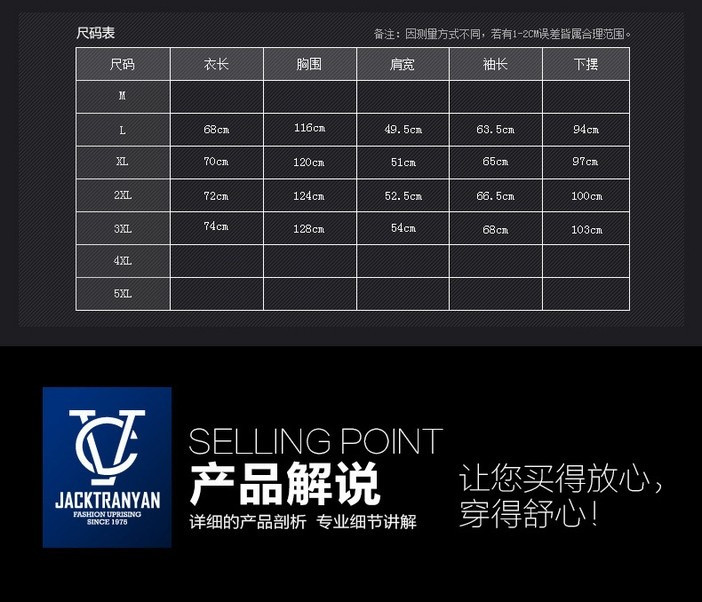 尺码表
备注：因测量方式不同，若有1-2CM误差皆属合理范围。
尺码 衣长 胸围 肩宽 袖长 下摆
M
L 68cm 116cm 49.5cm 63.5cm 94cm
XL 70cm 120cm 51cm 65cm 97cm
2XL 72cm 124cm 52.5cm 66.5cm 100cm
3XL 74cm 128cm 54cm 68cm 103cm
4XL
5XL
JACKTRANYAN
FASHION UPRISING
SINCE 1975
SELLING POINT
产品解说
详细的产品剖析 专业细节讲解
让您买得放心，
穿得舒心！